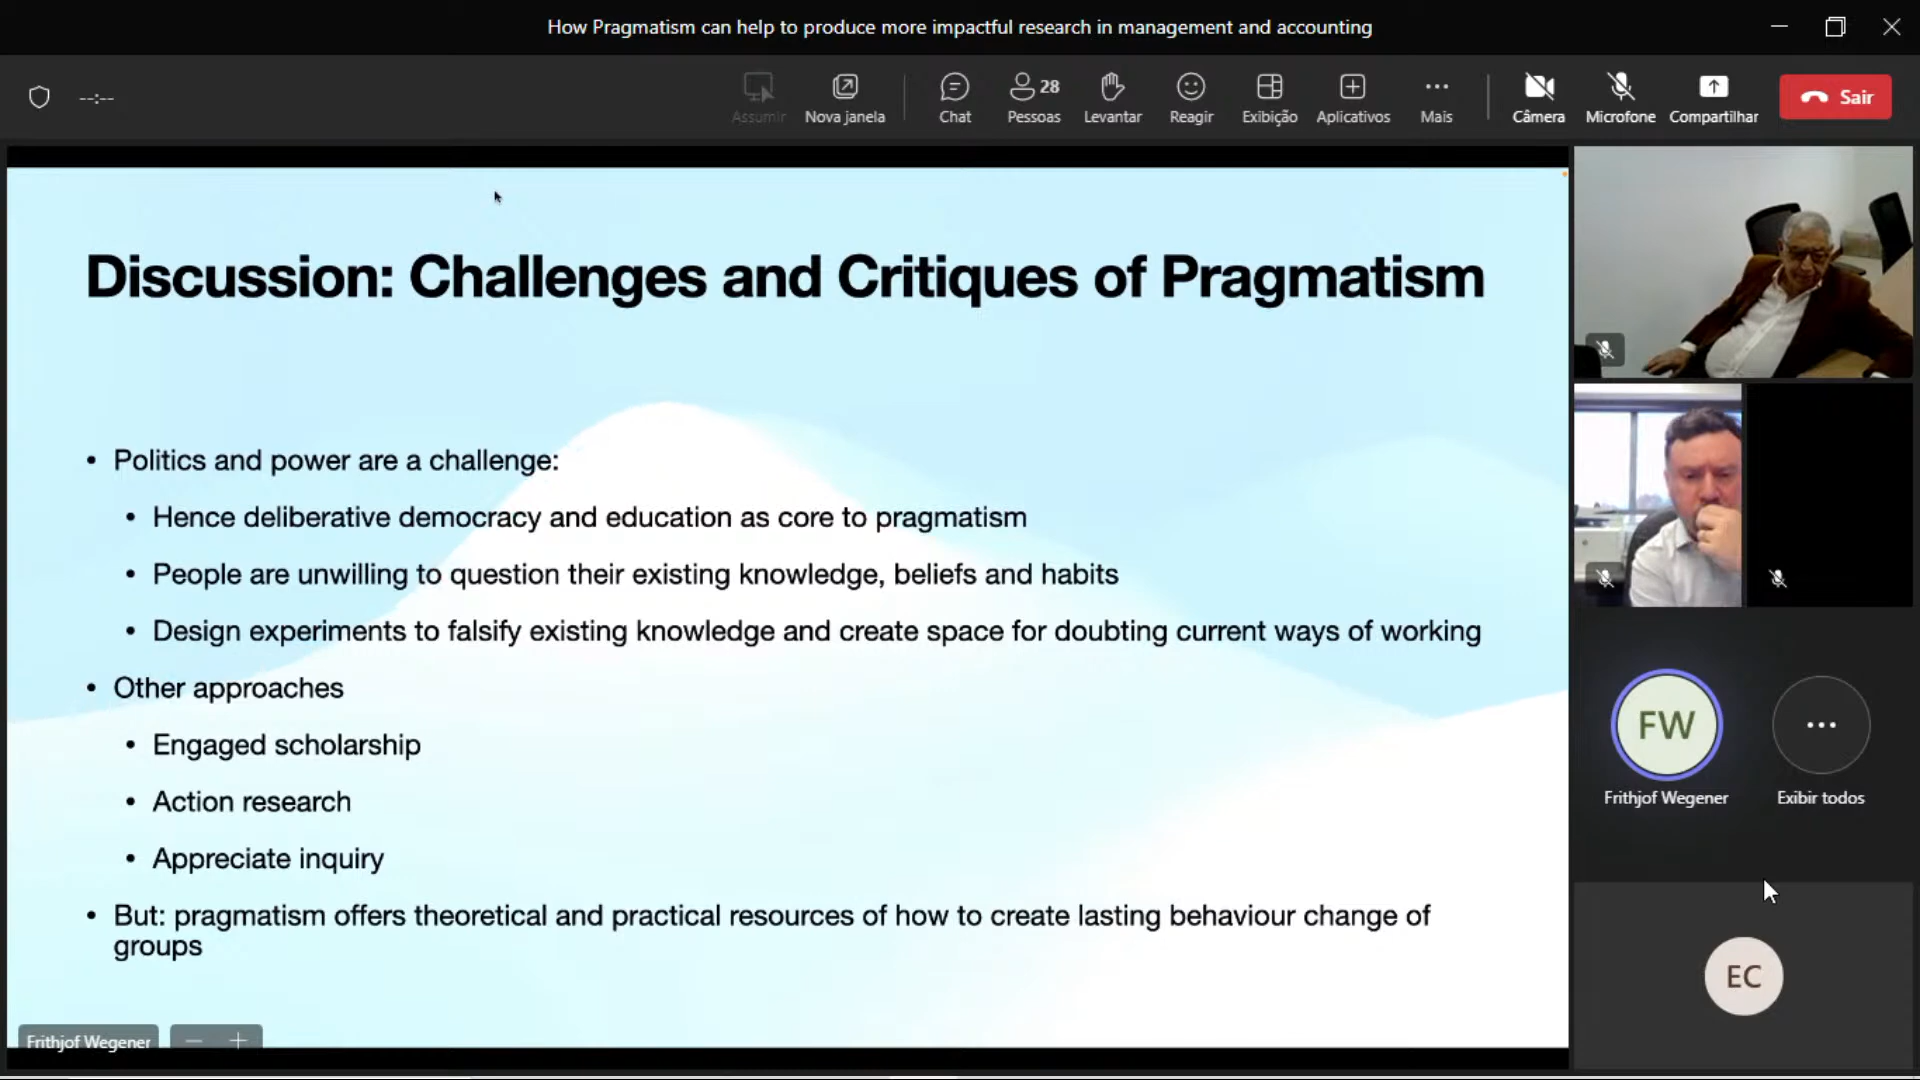 How Pragmatism can help to produce more impactful research in management and accounting
--:--
Assumir
Nova janela
Chat
28
Pessoas
Levantar
Reagir
Exibição
Aplicativos
Mais
Câmera
Microfone
Compartilhar
Sair
Discussion: Challenges and Critiques of Pragmatism
• Politics and power are a challenge:
• Hence deliberative democracy and education as core to pragmatism
• People are unwilling to question their existing knowledge, beliefs and habits
• Design experiments to falsify existing knowledge and create space for doubting current ways of working
• Other approaches
• Engaged scholarship
• Action research
• Appreciate inquiry
• But: pragmatism offers theoretical and practical resources of how to create lasting behaviour change of
groups
Frithjof Wegener
FW
Frithjof Wegener
Exibir todos
EC